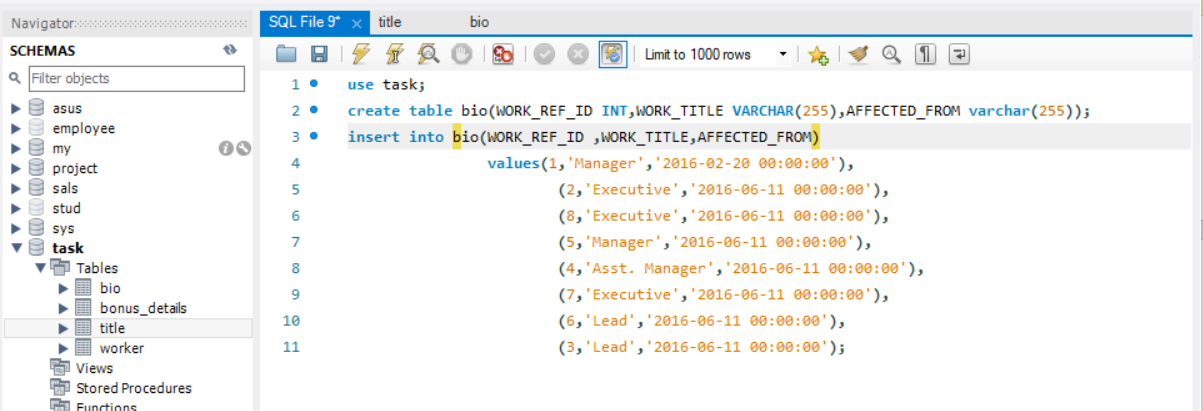 Navigator
SCHEMAS
Filter objects
asus
employee
my
project
sals
stud
sys
task
Tables
bio
bonus_details
title
worker
Views
Stored Procedures
Functions
SQL File 9* title bio
Limit to 1000 rows
1 use task;
2 create table bio(WORK_REF_ID INT,WORK_TITLE VARCHAR(255),AFFECTED_FROM varchar(255));
3 insert into bio(WORK_REF_ID ,WORK_TITLE,AFFECTED_FROM)
4 values(1,'Manager','2016-02-20 00:00:00'),
5 (2,'Executive','2016-06-11 00:00:00'),
6 (8,'Executive','2016-06-11 00:00:00'),
7 (5,'Manager','2016-06-11 00:00:00'),
8 (4,'Asst. Manager','2016-06-11 00:00:00'),
9 (7,'Executive','2016-06-11 00:00:00'),
10 (6,'Lead','2016-06-11 00:00:00'),
11 (3,'Lead','2016-06-11 00:00:00');